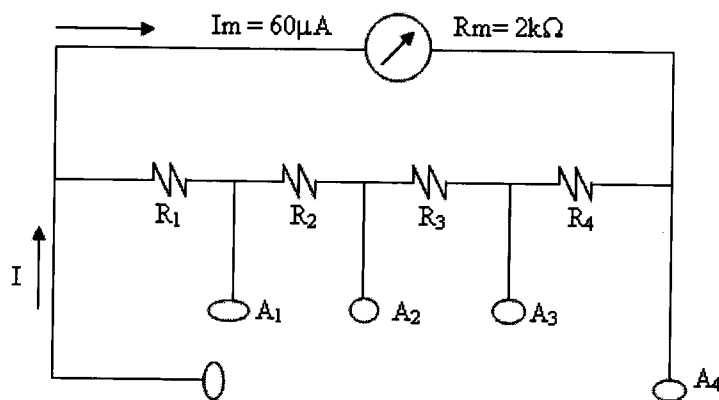 Im = 60μA
Rm= 2kΩ
R1
R2
R3
R4
I
A1
A2
A3
A4